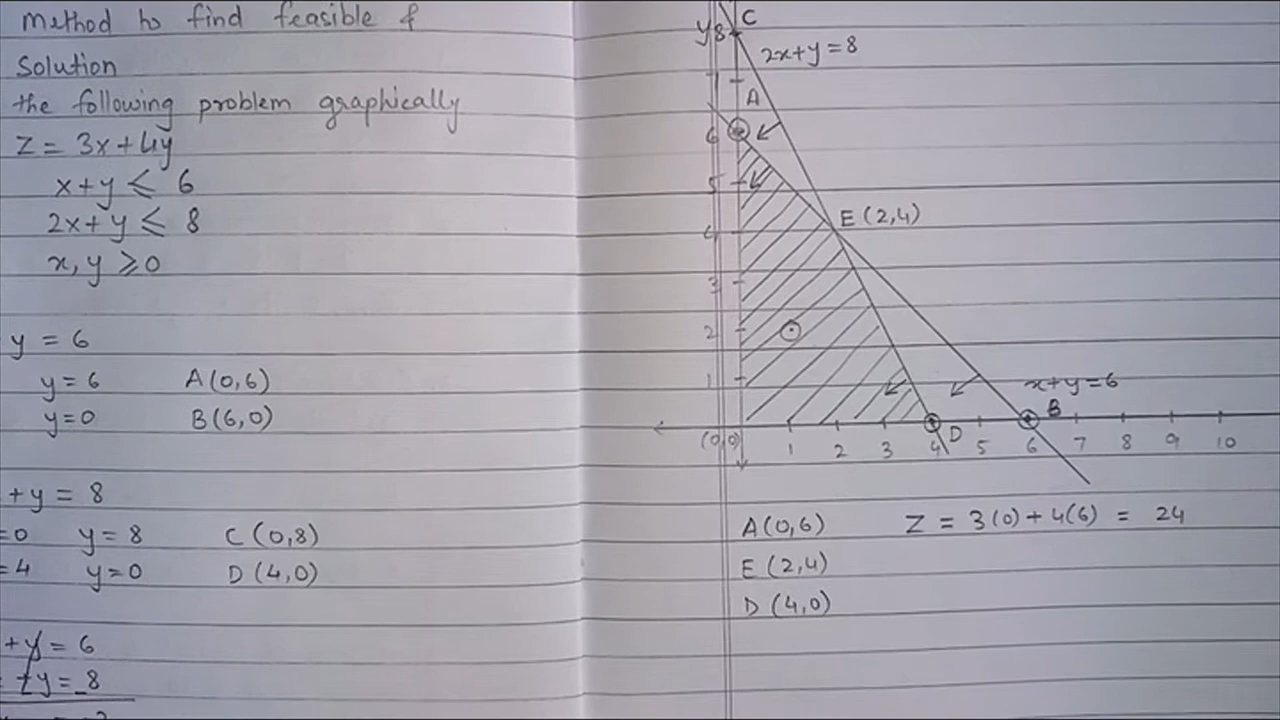 Method to find feasible &
Solution
the following problem graphically
Z = 3x + 4y
x + y ≤ 6
2x + y ≤ 8
x, y ≥ 0
y = 6
y = 6 A(0,6)
y = 0 B(6,0)
+ y = 8
=0 y = 8 C(0,8)
=4 y = 0 D(4,0)
+ y = 6
y = 8
y 8 C
2x + y = 8
7
A
6
5
E(2,4)
4
3
2
1
x + y = 6
B
(0,0) 1 2 3 4 D 5 6 7 8 9 10
A(0,6) Z = 3(0) + 4(6) = 24
E(2,4)
D(4,0)